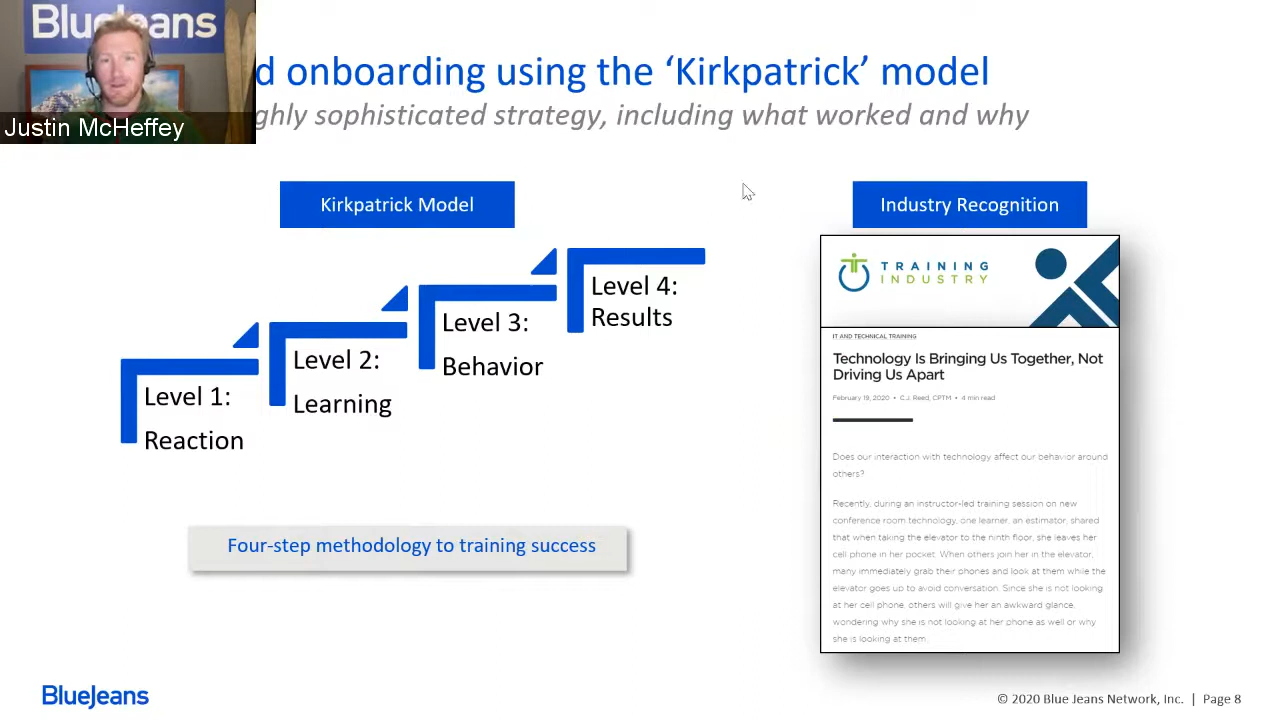 BlueJeans
Justin McHeffey
d onboarding using the ‘Kirkpatrick’ model
ghly sophisticated strategy, including what worked and why
Kirkpatrick Model
Level 1:
Reaction
Level 2:
Learning
Level 3:
Behavior
Level 4:
Results
Four-step methodology to training success
Industry Recognition
TRAINING
INDUSTRY
IT AND TECHNICAL TRAINING
Technology Is Bringing Us Together, Not
Driving Us Apart
February 19, 2020 • C.J. Reed, CPTM • 4 min read
Does our interaction with technology affect our behavior around
others?
Recently, during an instructor-led training session on new
conference room technology, one learner, an estimator, shared
that when taking the elevator to the ninth floor, she leaves her
cell phone in her pocket. When others join her in the elevator,
many immediately grab their phones and look at them while the
elevator goes up to avoid conversation. Since she is not looking
at her cell phone, others will give her an awkward glance,
wondering why she is not looking at her phone as well or why
she is looking at them.
BlueJeans
© 2020 Blue Jeans Network, Inc. | Page 8